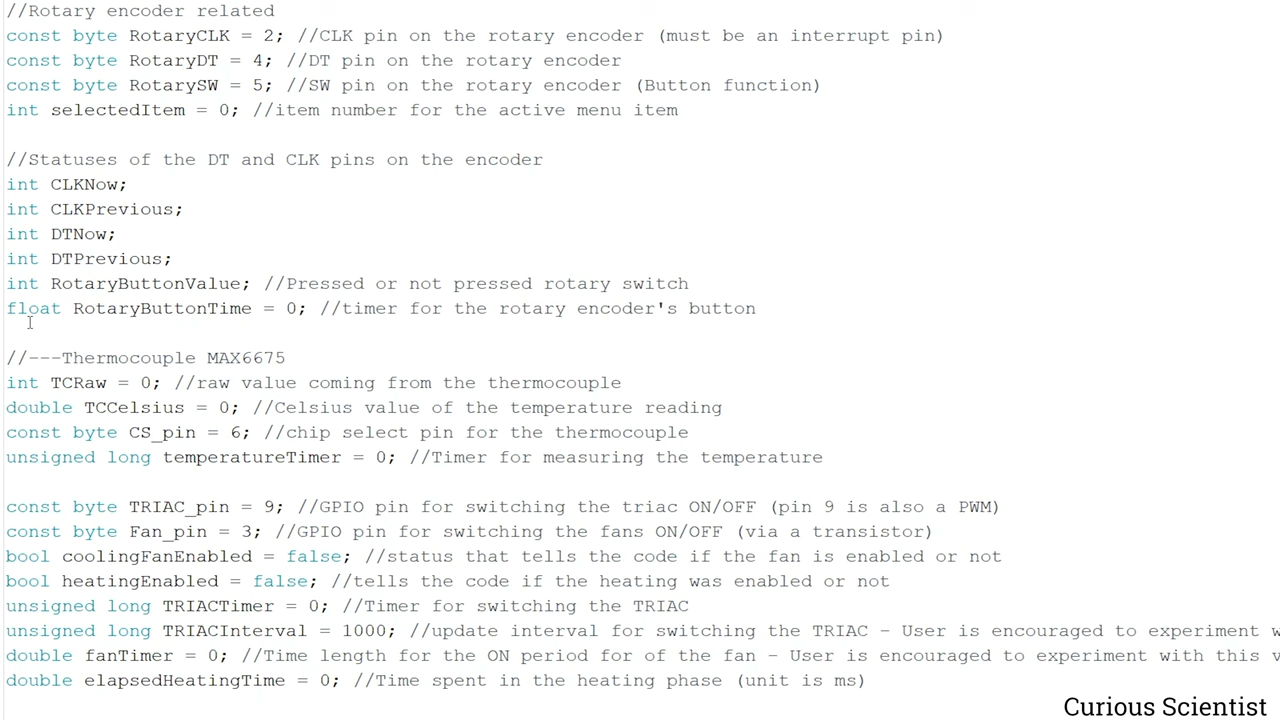 //Rotary encoder related
const byte RotaryCLK = 2; //CLK pin on the rotary encoder (must be an interrupt pin)
const byte RotaryDT = 4; //DT pin on the rotary encoder
const byte RotarySW = 5; //SW pin on the rotary encoder (Button function)
int selectedItem = 0; //item number for the active menu item
//Statuses of the DT and CLK pins on the encoder
int CLKNow;
int CLKPrevious;
int DTNow;
int DTPrevious;
int RotaryButtonValue; //Pressed or not pressed rotary switch
float RotaryButtonTime = 0; //timer for the rotary encoder's button
//---Thermocouple MAX6675
int TCRaw = 0; //raw value coming from the thermocouple
double TCCelsius = 0; //Celsius value of the temperature reading
const byte CS_pin = 6; //chip select pin for the thermocouple
unsigned long temperatureTimer = 0; //Timer for measuring the temperature
const byte TRIAC_pin = 9; //GPIO pin for switching the triac ON/OFF (pin 9 is also a PWM)
const byte Fan_pin = 3; //GPIO pin for switching the fans ON/OFF (via a transistor)
bool coolingFanEnabled = false; //status that tells the code if the fan is enabled or not
bool heatingEnabled = false; //tells the code if the heating was enabled or not
unsigned long TRIACTimer = 0; //Timer for switching the TRIAC
unsigned long TRIACInterval = 1000; //update interval for switching the TRIAC - User is encouraged to experiment
double fanTimer = 0; //Time length for the ON period for of the fan - User is encouraged to experiment with this
double elapsedHeatingTime = 0; //Time spent in the heating phase (unit is ms)
Curious Scientist